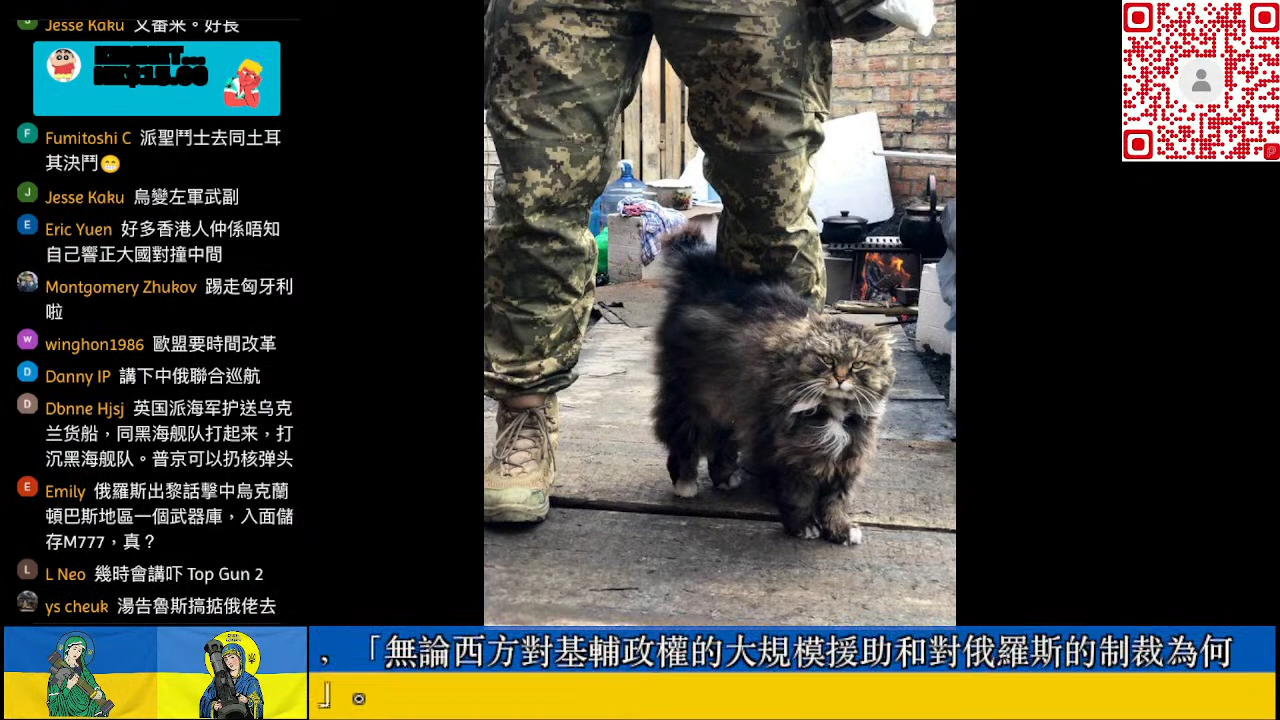 Jesse Kaku 又番來。好長
Fumitoshi C 派聖鬥士去同土耳
其決鬥😁
Jesse Kaku 烏變左軍武副
Eric Yuen 好多香港人仲係唔知
自己響正大國對撞中間
Montgomery Zhukov 踢走匈牙利
啦
winghon1986 歐盟要時間改革
Danny IP 講下中俄聯合巡航
Dbnne Hjsj 英国派海军护送乌克
兰货船，同黑海舰队打起来，打
沉黑海舰队。普京可以扔核弹头
Emily 俄羅斯出黎話擊中烏克蘭
頓巴斯地區一個武器庫，入面儲
存M777，真？
L Neo 幾時會講吓 Top Gun 2
ys cheuk 湯告魯斯搞掂俄佬去
，「無論西方對基輔政權的大規模援助和對俄羅斯的制裁為何
」。